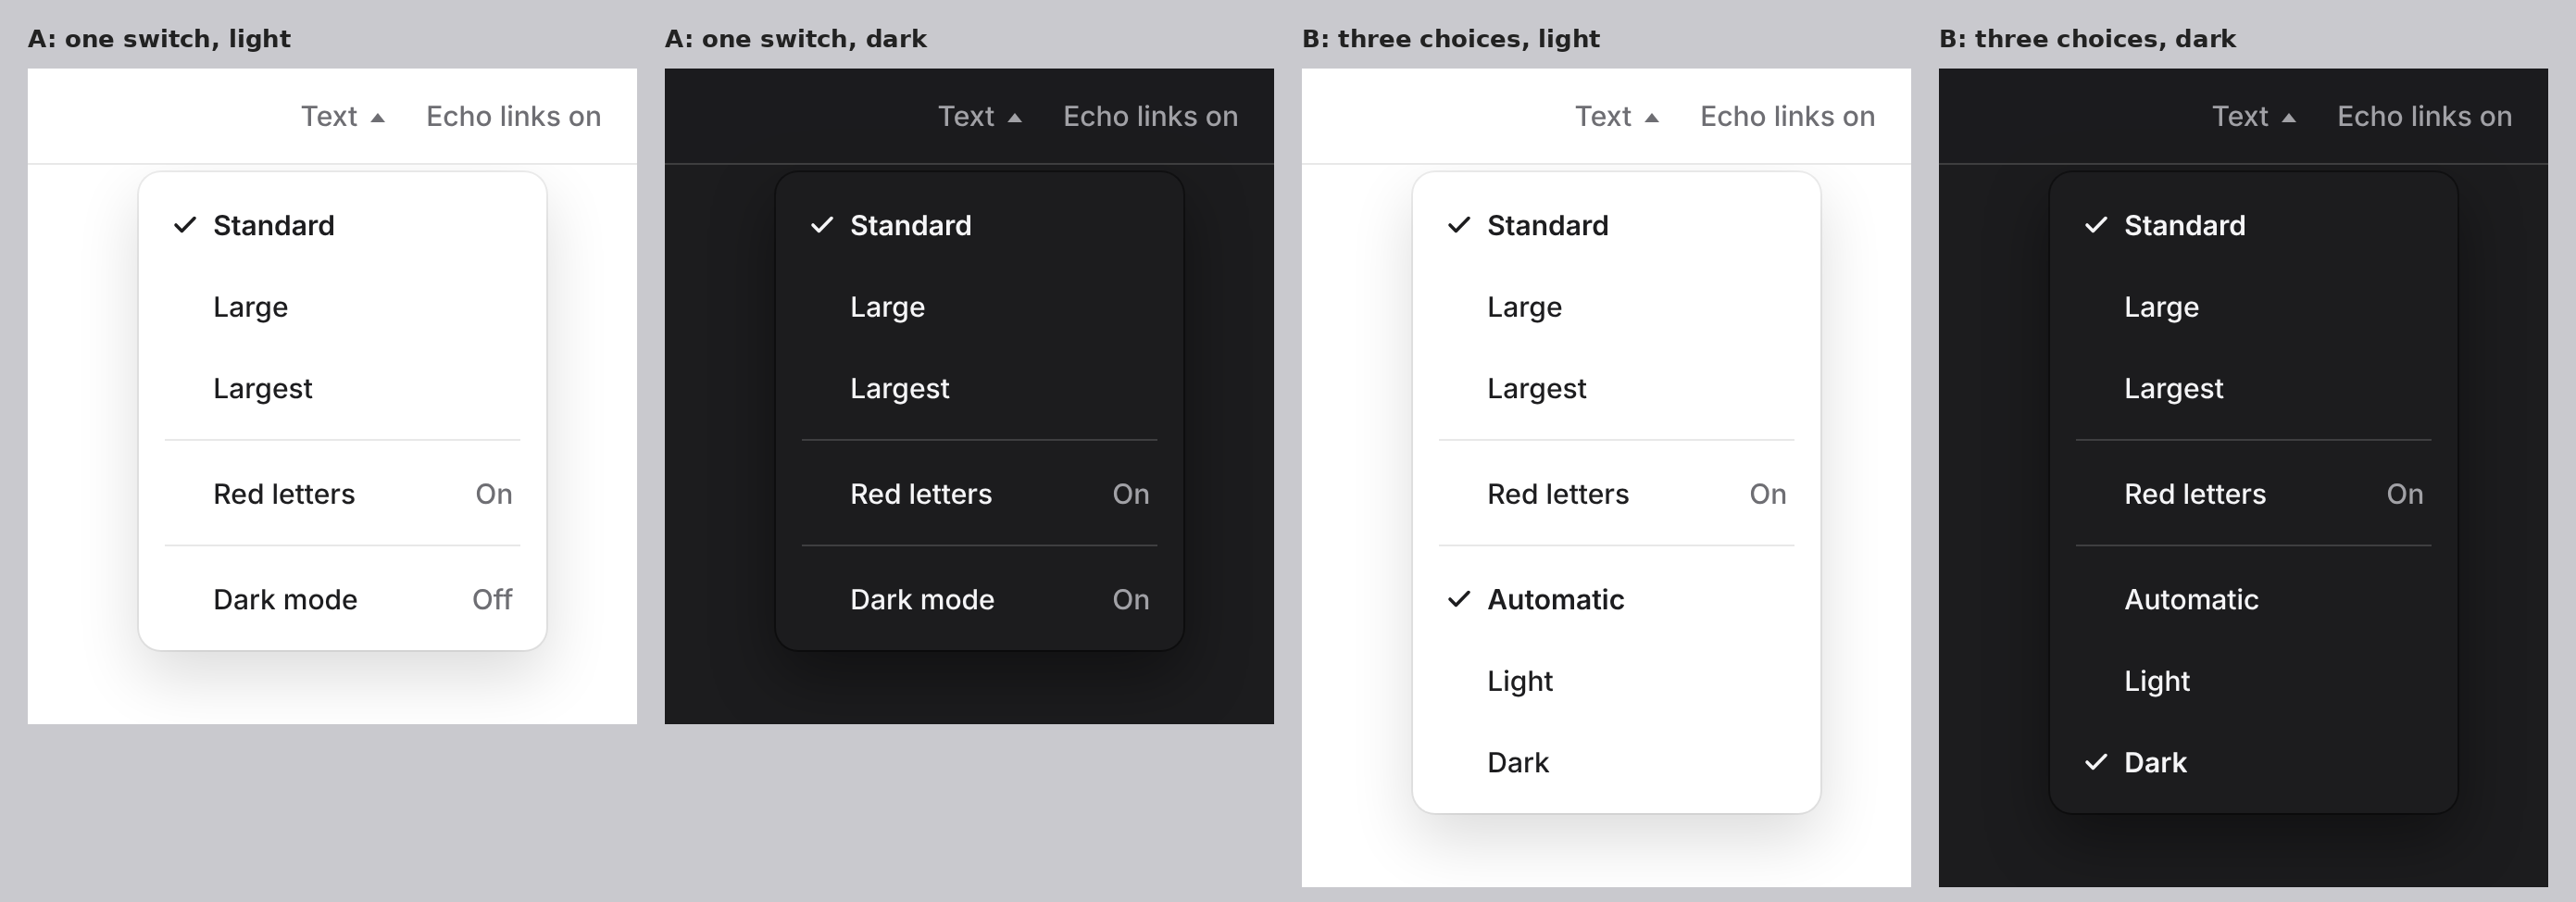 A: one switch, light
Text ▲ Echo links on
✓ Standard
Large
Largest
Red letters On
Dark mode Off
A: one switch, dark
Text ▲ Echo links on
✓ Standard
Large
Largest
Red letters On
Dark mode On
B: three choices, light
Text ▲ Echo links on
✓ Standard
Large
Largest
Red letters On
✓ Automatic
Light
Dark
B: three choices, dark
Text ▲ Echo links on
✓ Standard
Large
Largest
Red letters On
Automatic
Light
✓ Dark